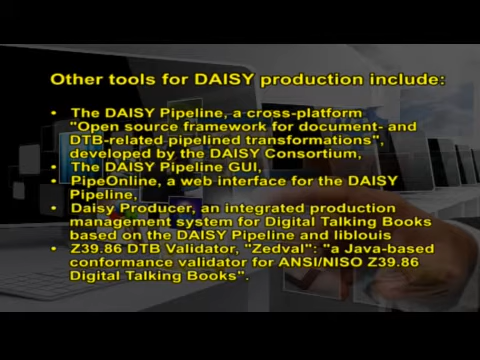 Other tools for DAISY production include:
• The DAISY Pipeline, a cross-platform
"Open source framework for document- and
DTB-related pipelined transformations",
developed by the DAISY Consortium,
• The DAISY Pipeline GUI,
• PipeOnline, a web interface for the DAISY
Pipeline,
• Daisy Producer, an integrated production
management system for Digital Talking Books
based on the DAISY Pipeline and liblouis
• Z39.86 DTB Validator, "Zedval": "a Java-based
conformance validator for ANSI/NISO Z39.86
Digital Talking Books".